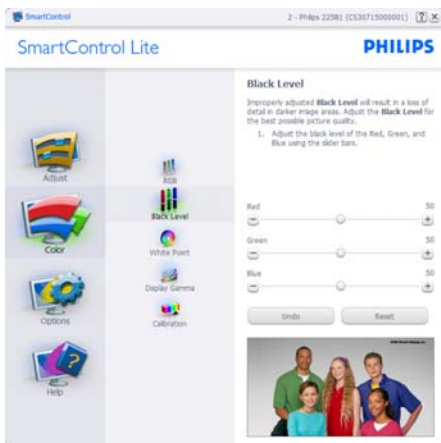 SmartControl
2 - Philips 225B1 (CS30715000001)
SmartControl Lite
PHILIPS
Adjust
Color
Options
Help
RGB
Black Level
White Point
Display Gamma
Calibration
Black Level
Improperly adjusted Black Level will result in a loss of
detail in darker image areas. Adjust the Black Level for
the best possible picture quality.
1. Adjust the black level of the Red, Green, and
Blue using the slider bars.
Red 50
Green 50
Blue 50
Undo Reset